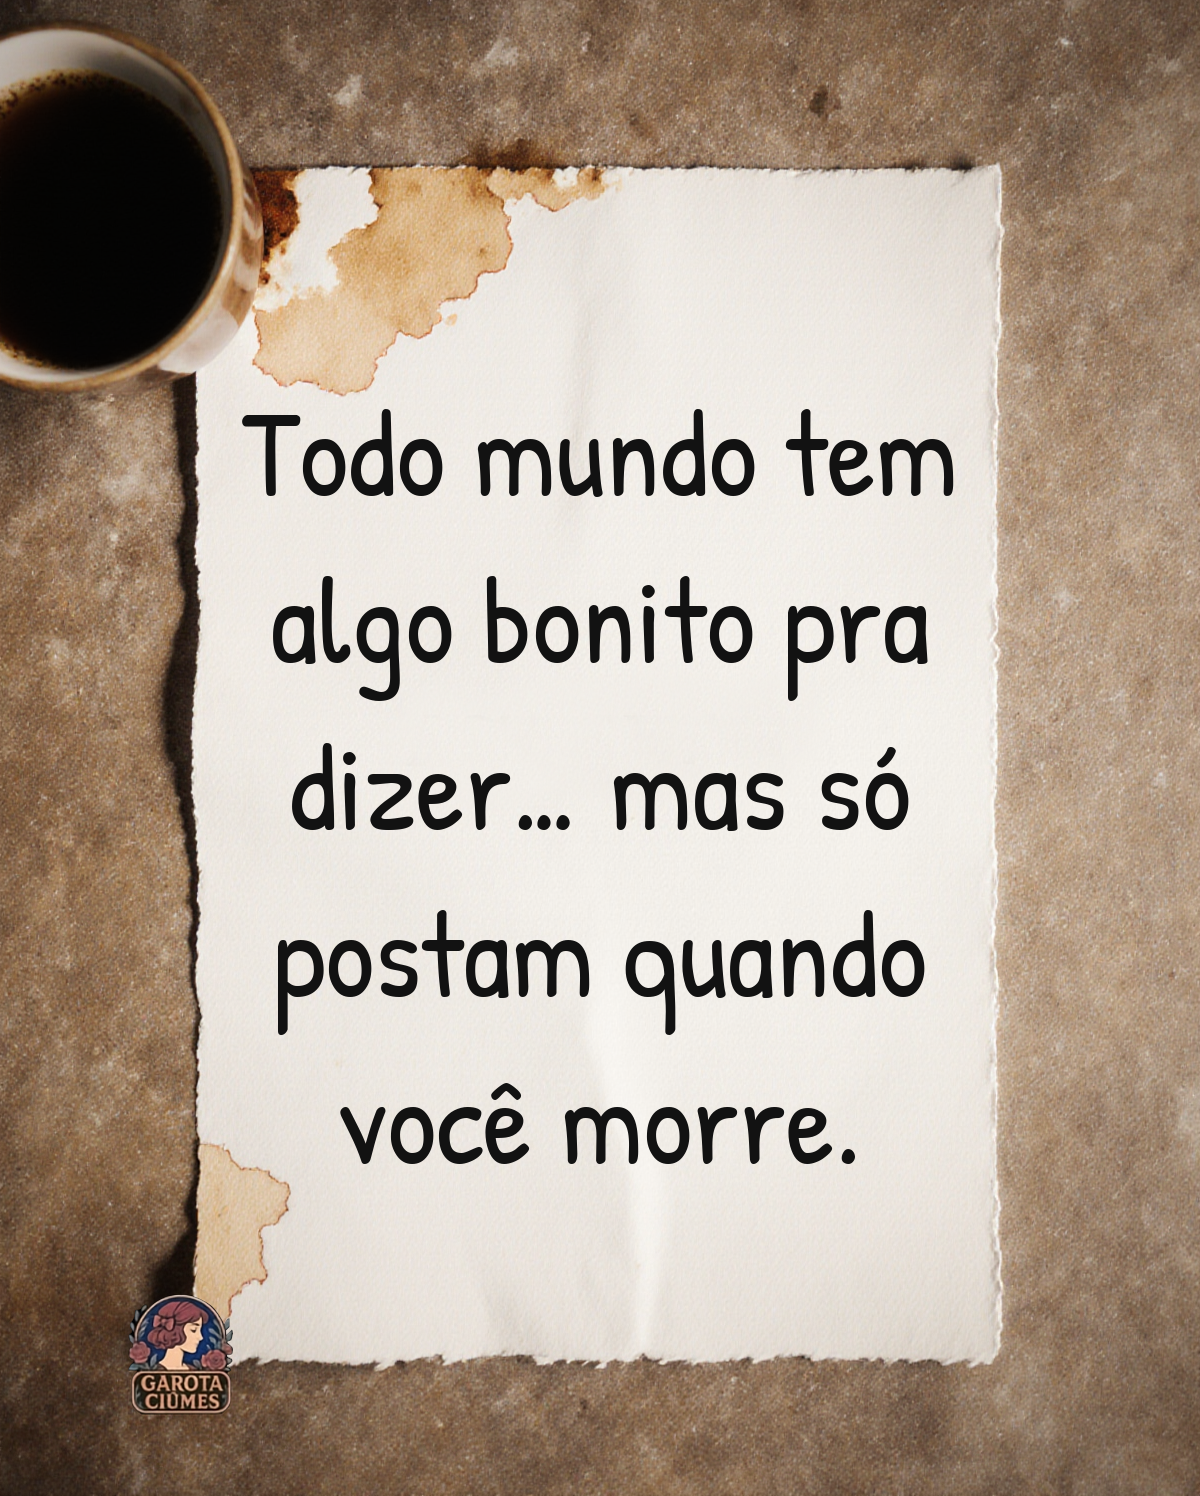 Todo mundo tem
algo bonito pra
dizer... mas só
postam quando
você morre.
GAROTA
CIÚMES